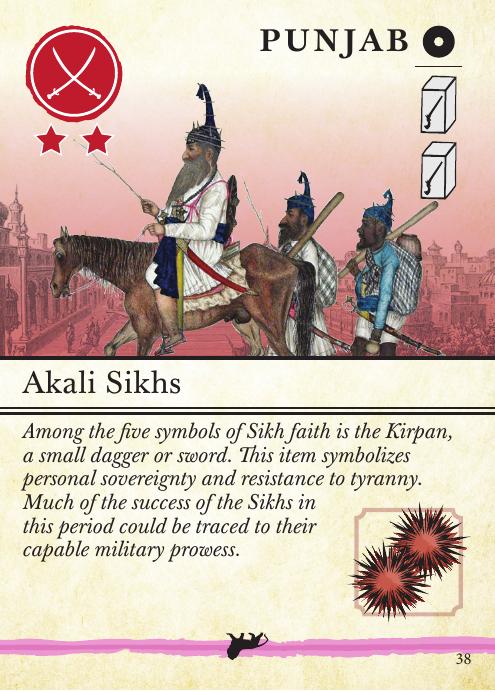 PUNJAB
Akali Sikhs
Among the five symbols of Sikh faith is the Kirpan,
a small dagger or sword. This item symbolizes
personal sovereignty and resistance to tyranny.
Much of the success of the Sikhs in
this period could be traced to their
capable military prowess.
38